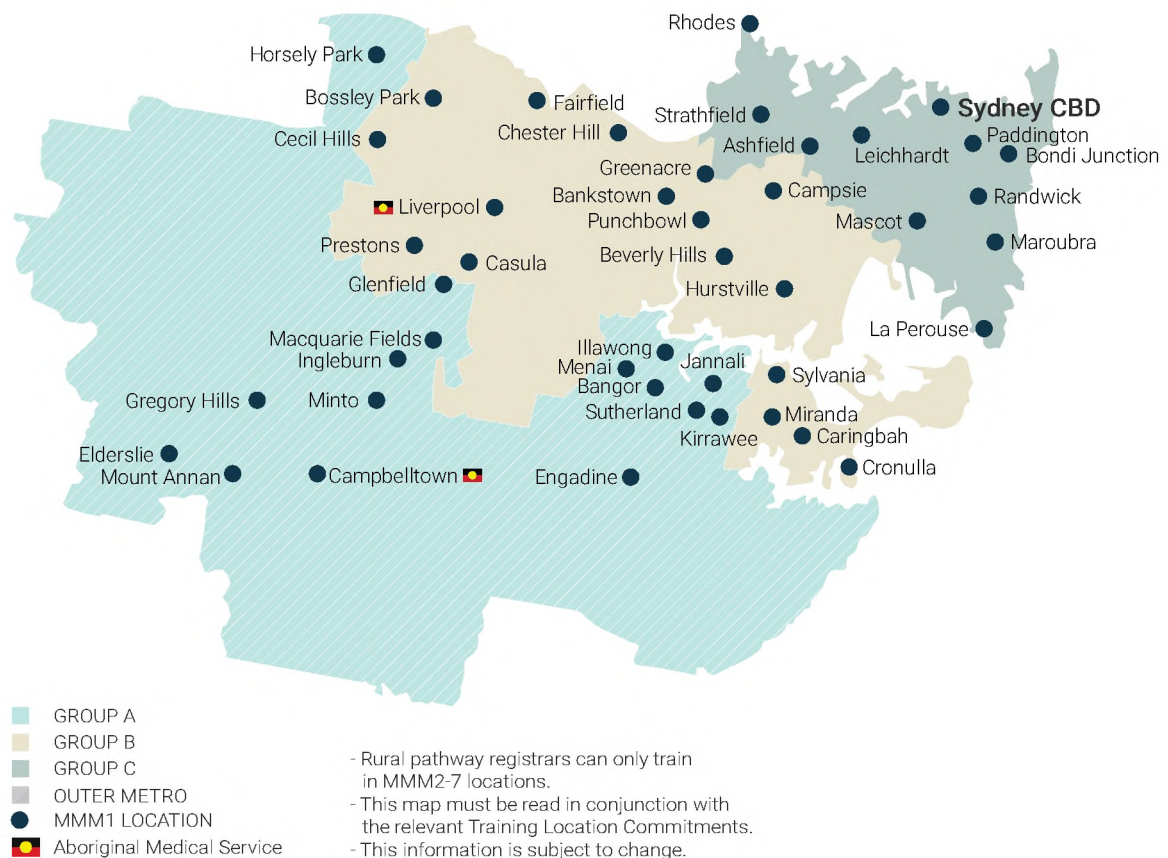 Rhodes
Horsely Park
Bossley Park
Fairfield
Strathfield
Sydney CBD
Cecil Hills
Chester Hill
Ashfield
Leichhardt
Paddington
Bondi Junction
Greenacre
Liverpool
Bankstown
Campsie
Randwick
Punchbowl
Mascot
Prestons
Casula
Beverly Hills
Maroubra
Glenfield
Hurstville
La Perouse
Macquarie Fields
Ingleburn
Illawong
Menai
Jannali
Bangor
Sylvania
Gregory Hills
Minto
Sutherland
Miranda
Kirrawee
Caringbah
Elderslie
Mount Annan
Campbelltown
Engadine
Cronulla
GROUP A
GROUP B
GROUP C
OUTER METRO
MMM1 LOCATION
Aboriginal Medical Service
- Rural pathway registrars can only train
in MMM2-7 locations.
- This map must be read in conjunction with
the relevant Training Location Commitments.
- This information is subject to change.